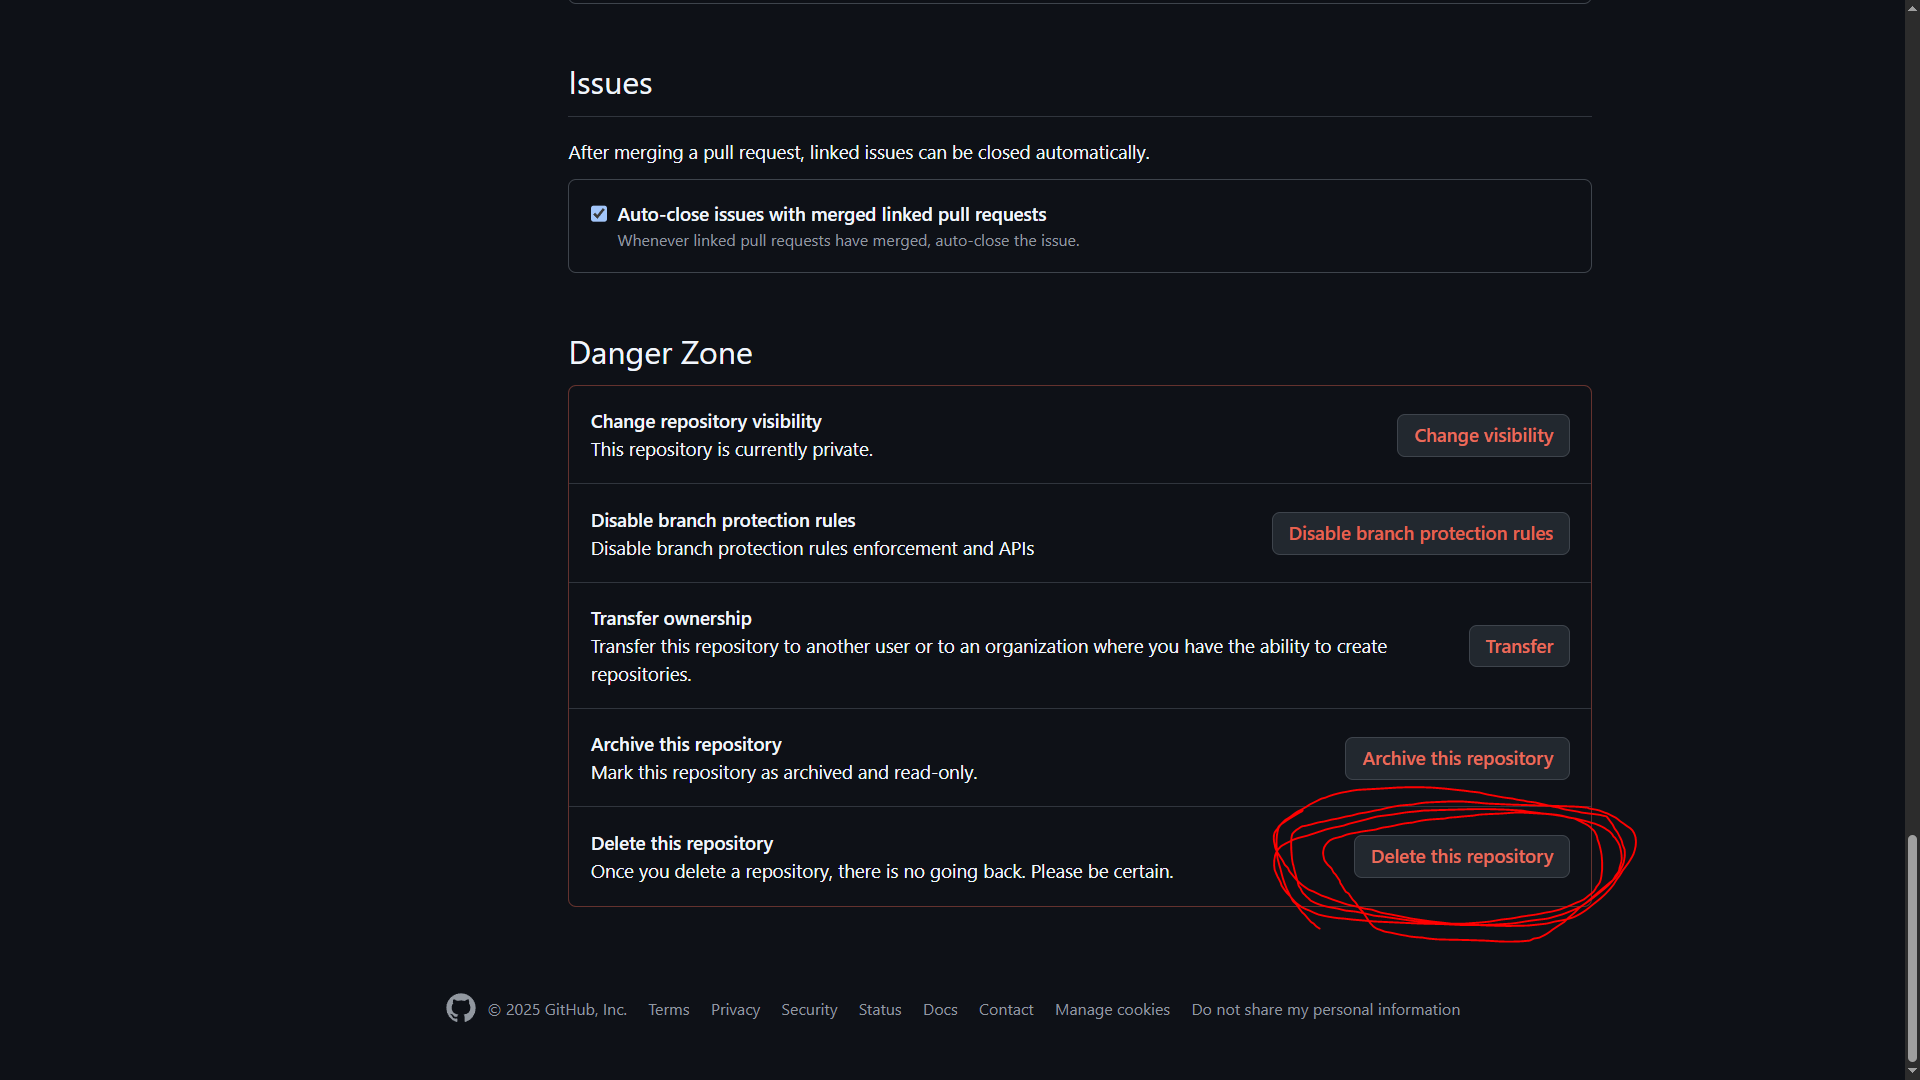 Issues
After merging a pull request, linked issues can be closed automatically.
Auto-close issues with merged linked pull requests
Whenever linked pull requests have merged, auto-close the issue.
Danger Zone
Change repository visibility
This repository is currently private.
Change visibility
Disable branch protection rules
Disable branch protection rules enforcement and APIs
Disable branch protection rules
Transfer ownership
Transfer this repository to another user or to an organization where you have the ability to create
repositories.
Transfer
Archive this repository
Mark this repository as archived and read-only.
Archive this repository
Delete this repository
Once you delete a repository, there is no going back. Please be certain.
Delete this repository
© 2025 GitHub, Inc. Terms Privacy Security Status Docs Contact Manage cookies Do not share my personal information